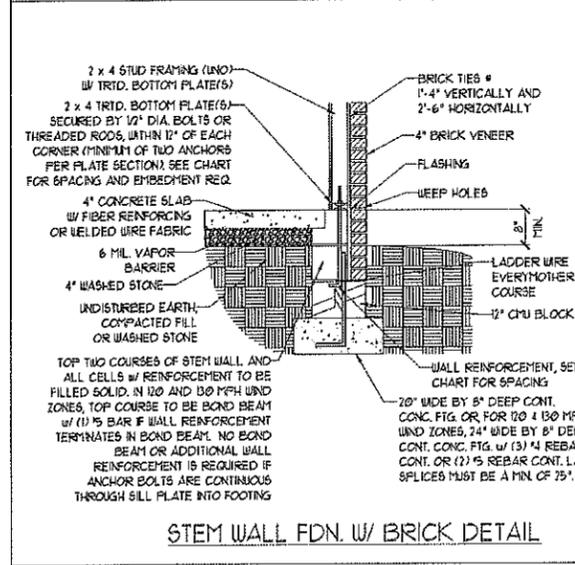 2 x 4 STUD FRAMING (UNO)
W/ TRTD. BOTTOM PLATE(S)
2 x 4 TRTD. BOTTOM PLATE(S)
SECURED BY 1/2" DIA. BOLTS OR
THREADED RODS, WITHIN 12" OF EACH
CORNER (MINIMUM OF TWO ANCHORS
PER PLATE SECTION). SEE CHART
FOR SPACING AND EMBEDMENT REQ.
4" CONCRETE SLAB
W/ FIBER REINFORCING
OR WELDED WIRE FABRIC
6 MIL. VAPOR
BARRIER
4" WASHED STONE
UNDISTURBED EARTH,
COMPACTED FILL
OR WASHED STONE
TOP TWO COURSES OF STEM WALL AND
ALL CELLS w/ REINFORCEMENT TO BE
FILLED SOLID. IN 120 AND 130 MPH WIND
ZONES, TOP COURSE TO BE BOND BEAM
w/ (1) #5 BAR IF WALL REINFORCEMENT
TERMINATES IN BOND BEAM. NO BOND
BEAM OR ADDITIONAL WALL
REINFORCEMENT IS REQUIRED IF
ANCHOR BOLTS ARE CONTINUOUS
THROUGH SILL PLATE INTO FOOTING
BRICK TIES @
1'-4" VERTICALLY AND
2'-6" HORIZONTALLY
4" BRICK VENEER
FLASHING
WEEP HOLES
8"
MIN.
LADDER WIRE
EVERYMOTHER
COURSE
12" CMU BLOCK
WALL REINFORCEMENT, SE
CHART FOR SPACING
20" WIDE BY 8" DEEP CONT.
CONC. FTG. OR, FOR 120 & 130 MP
WIND ZONES, 24" WIDE BY 8" DEE
CONT. CONC. FTG. w/ (3) #4 REBA
CONT. OR (2) #5 REBAR CONT. LA
SPLICES MUST BE A MIN. OF 25".
STEM WALL FDN. W/ BRICK DETAIL